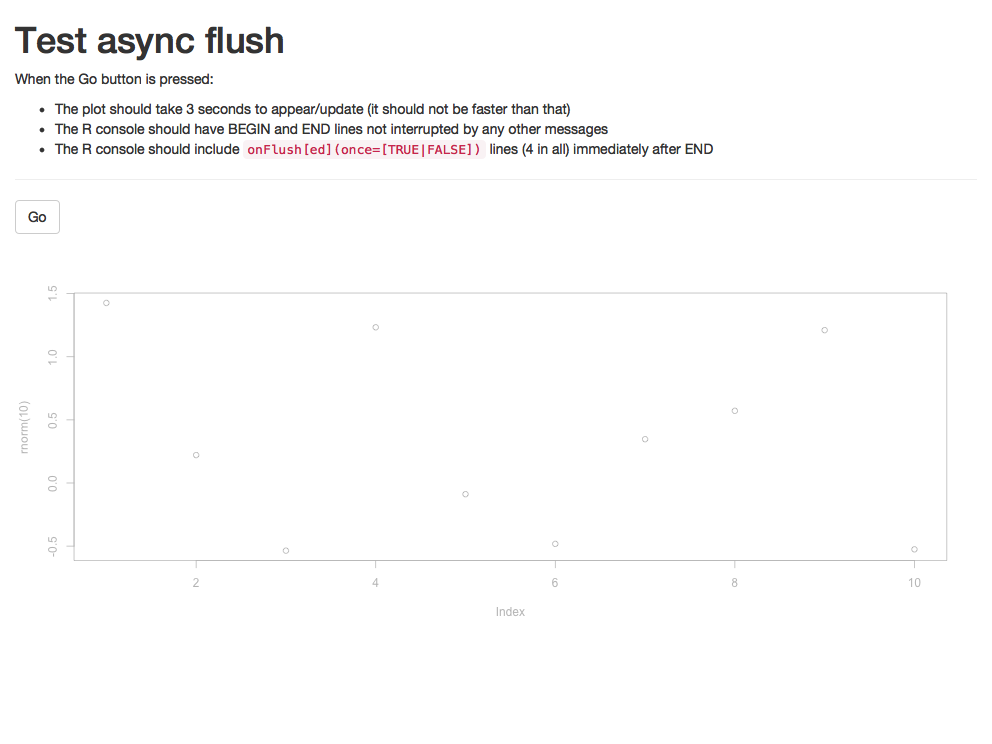 Test async flush
When the Go button is pressed:
The plot should take 3 seconds to appear/update (it should not be faster than that)
The R console should have BEGIN and END lines not interrupted by any other messages
The R console should include onFlush[ed](once=[TRUE|FALSE]) lines (4 in all) immediately after END
Go
1.5
1.0
0.5
0.0
-0.5
rnorm(10)
2 4 6 8 10
Index